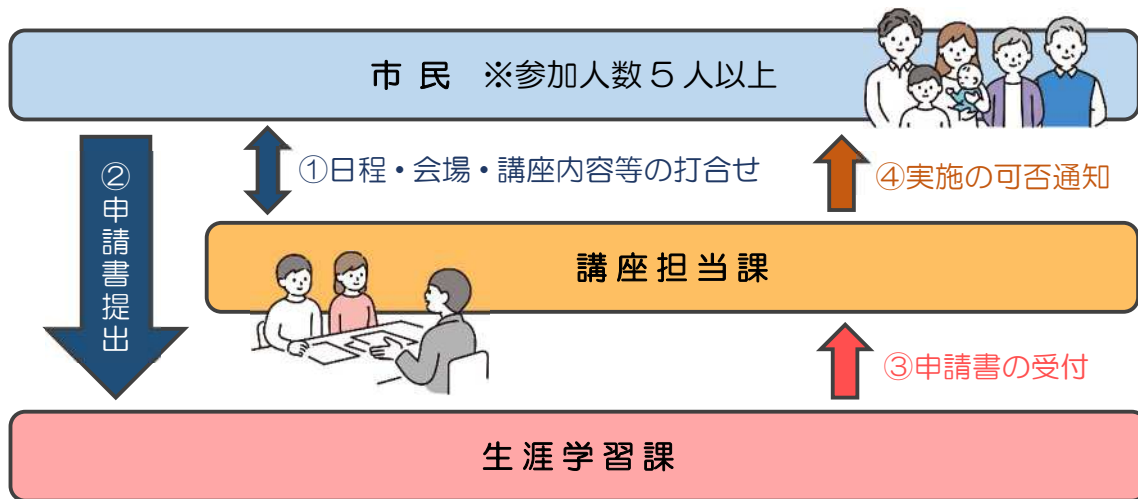 市民 ※参加人数５人以上
①日程・会場・講座内容等の打合せ
②申請書提出
④実施の可否通知
講座担当課
③申請書の受付
生涯学習課